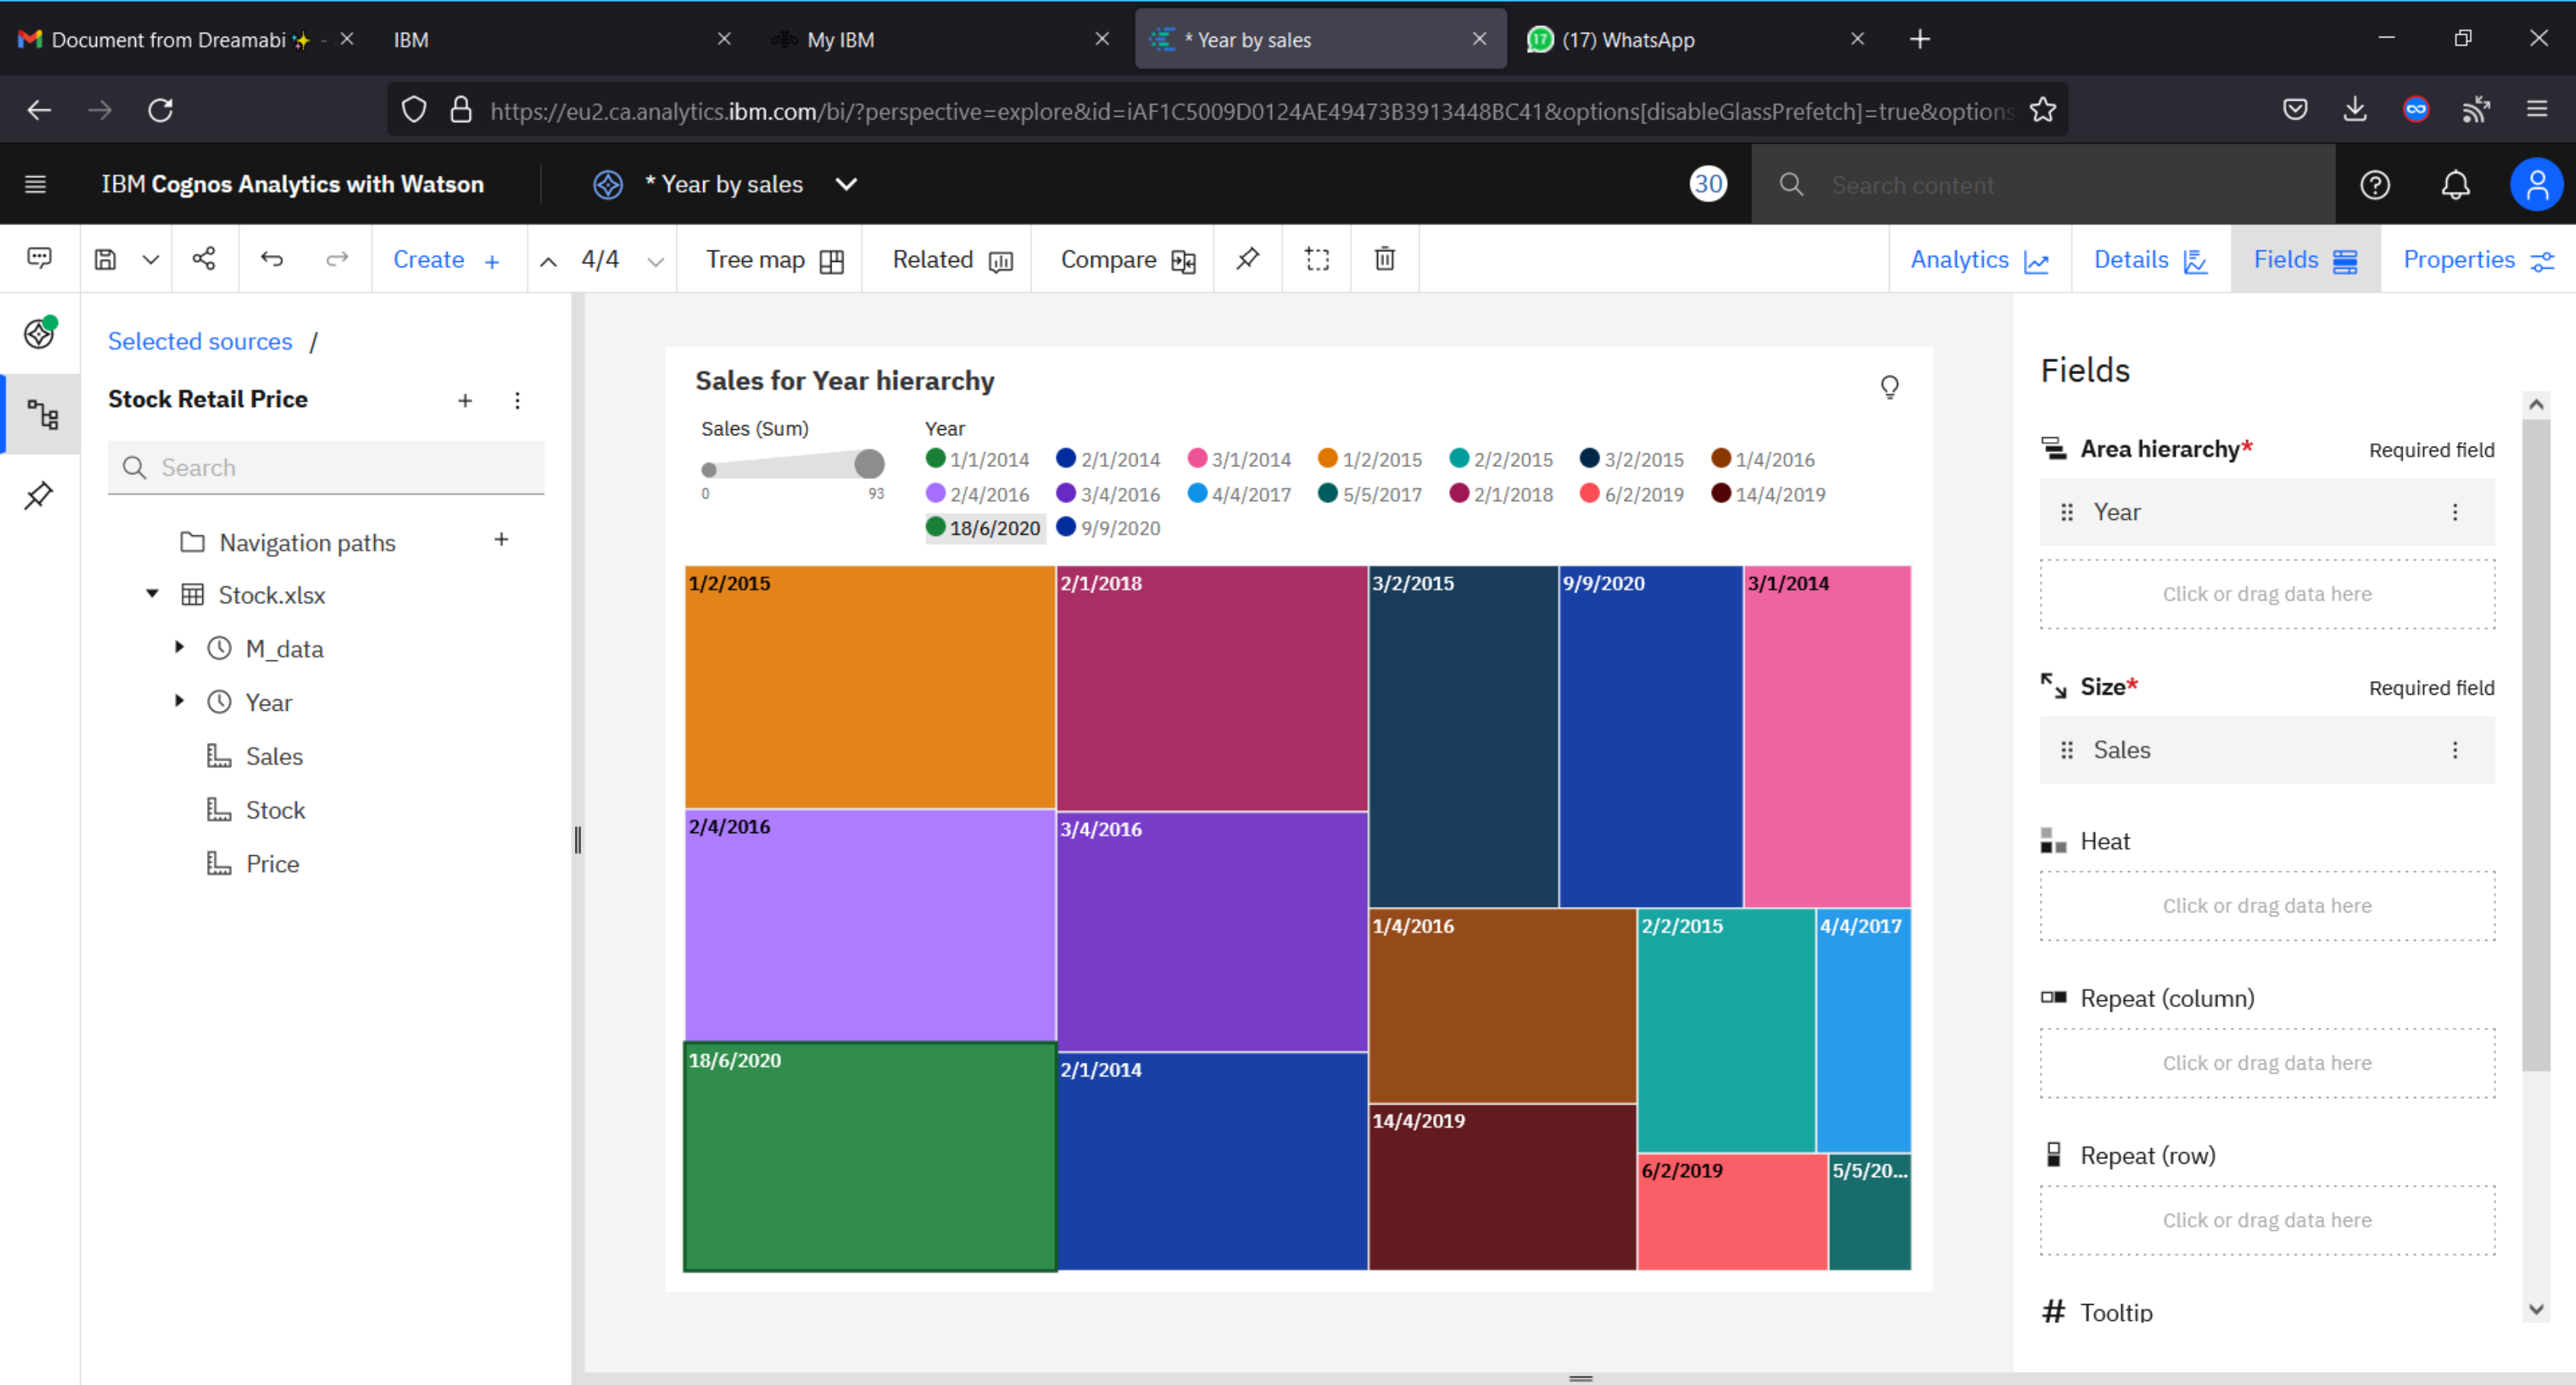 Document from Dreamabi ✨ -
IBM
My IBM
* Year by sales
17 (17) WhatsApp
https://eu2.ca.analytics.ibm.com/bi/?perspective=explore&id=iAF1C5009D0124AE49473B3913448BC41&options[disableGlassPrefetch]=true&options
IBM Cognos Analytics with Watson
* Year by sales
30
Search content
Create +
4/4
Tree map
Related
Compare
Analytics
Details
Fields
Properties
Selected sources /
Stock Retail Price
Search
Navigation paths
Stock.xlsx
M_data
Year
Sales
Stock
Price
Sales for Year hierarchy
Sales (Sum)
0 93
Year
1/1/2014 2/1/2014 3/1/2014 1/2/2015 2/2/2015 3/2/2015 1/4/2016
2/4/2016 3/4/2016 4/4/2017 5/5/2017 2/1/2018 6/2/2019 14/4/2019
18/6/2020 9/9/2020
1/2/2015
2/1/2018
3/2/2015
9/9/2020
3/1/2014
2/4/2016
3/4/2016
1/4/2016
2/2/2015
4/4/2017
18/6/2020
2/1/2014
14/4/2019
6/2/2019
5/5/20...
Fields
Area hierarchy* Required field
Year
Click or drag data here
Size* Required field
Sales
Heat
Click or drag data here
Repeat (column)
Click or drag data here
Repeat (row)
Click or drag data here
# Tooltip